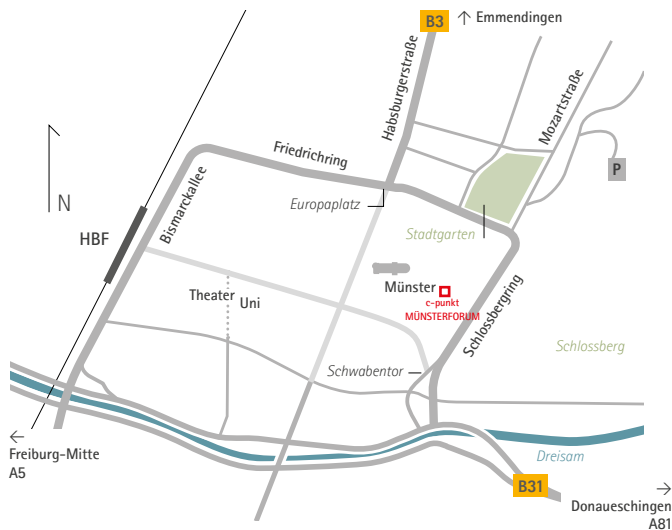 B3
↑ Emmendingen
Habsburgerstraße
Mozartstraße
Friedrichring
P
N
Bismarckallee
Europaplatz
Stadtgarten
HBF
Münster
c-punkt
MÜNSTERFORUM
Theater
Uni
Schlossbergring
Schlossberg
Schwabentor
←
Freiburg-Mitte
A5
Dreisam
B31
→
Donaueschingen
A81